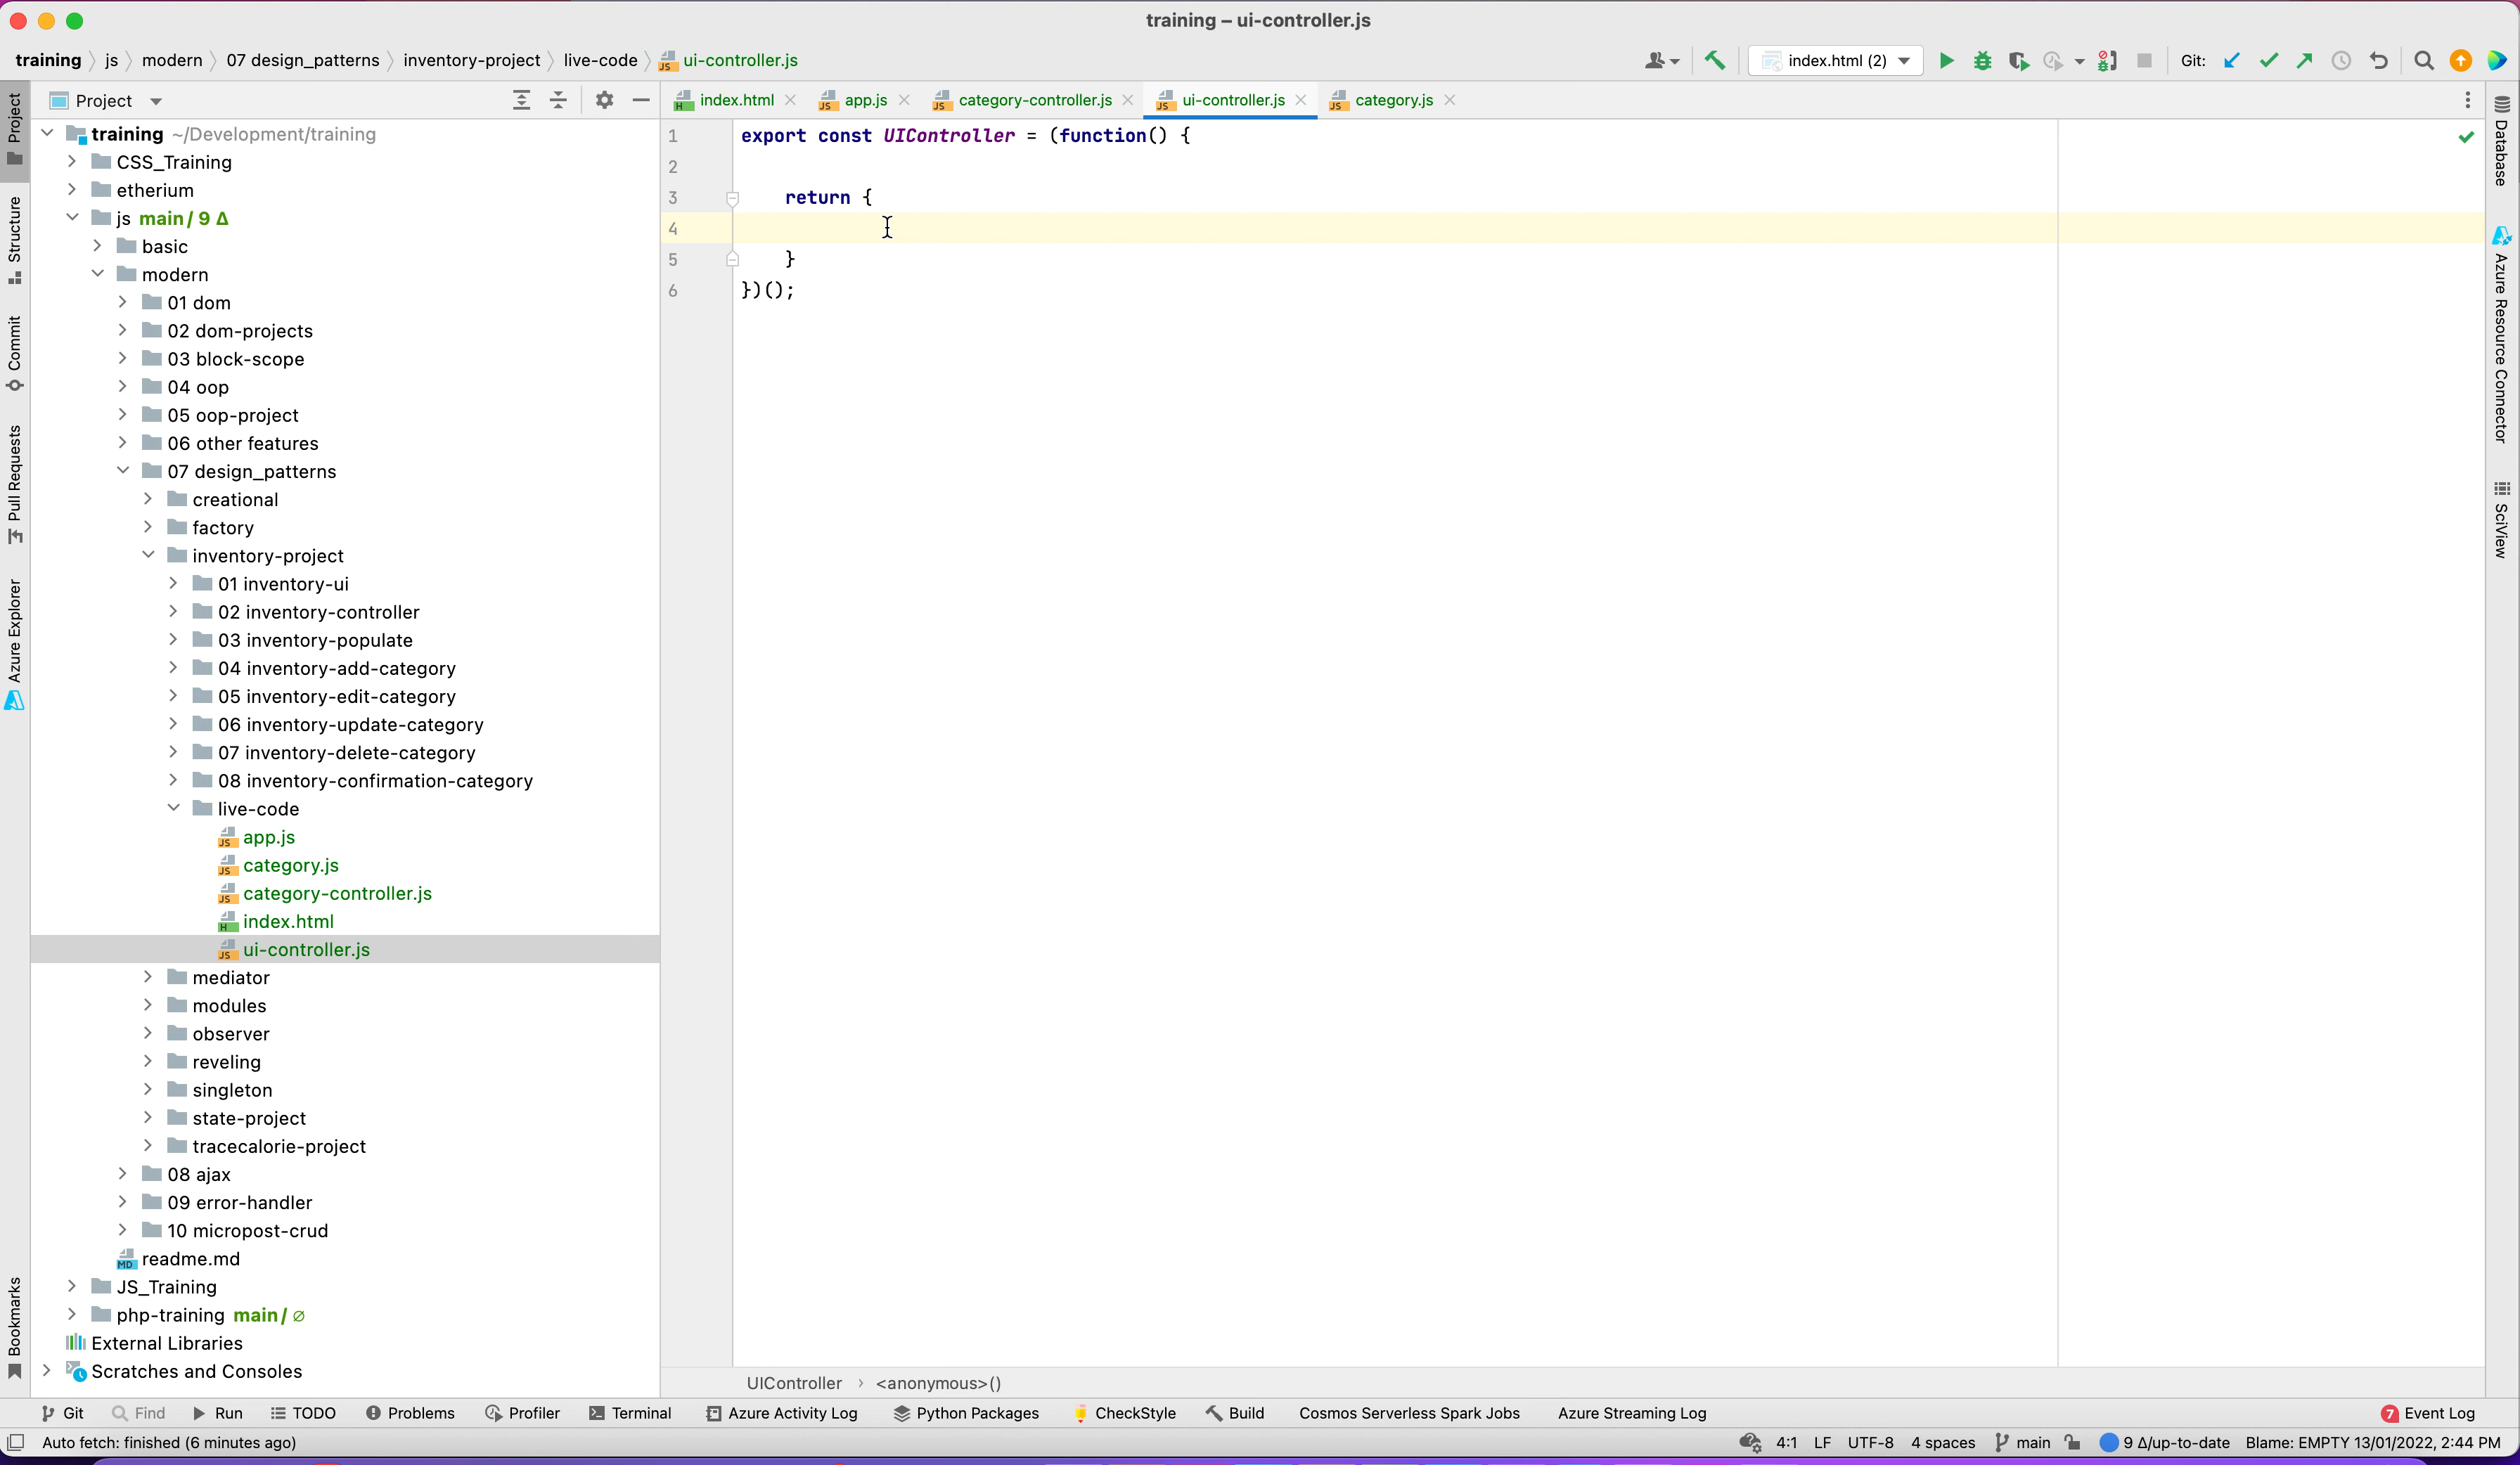 training – ui-controller.js
training js modern 07 design_patterns inventory-project live-code ui-controller.js
index.html (2)
Git:
Project
index.html
app.js
category-controller.js
ui-controller.js
category.js
Project
Structure
Commit
Pull Requests
Azure Explorer
Bookmarks
training ~/Development/training
CSS_Training
etherium
js main / 9 Δ
basic
modern
01 dom
02 dom-projects
03 block-scope
04 oop
05 oop-project
06 other features
07 design_patterns
creational
factory
inventory-project
01 inventory-ui
02 inventory-controller
03 inventory-populate
04 inventory-add-category
05 inventory-edit-category
06 inventory-update-category
07 inventory-delete-category
08 inventory-confirmation-category
live-code
app.js
category.js
category-controller.js
index.html
ui-controller.js
mediator
modules
observer
reveling
singleton
state-project
tracecalorie-project
08 ajax
09 error-handler
10 micropost-crud
readme.md
JS_Training
php-training main / ∅
External Libraries
Scratches and Consoles
1 export const UIController = (function() {
2
3 return {
4
5 }
6 })();
Database
Azure Resource Connector
SciView
UIController › <anonymous>()
Git Find Run TODO Problems Profiler Terminal Azure Activity Log Python Packages CheckStyle Build Cosmos Serverless Spark Jobs Azure Streaming Log 7 Event Log
Auto fetch: finished (6 minutes ago) 4:1 LF UTF-8 4 spaces main 9 Δ/up-to-date Blame: EMPTY 13/01/2022, 2:44 PM